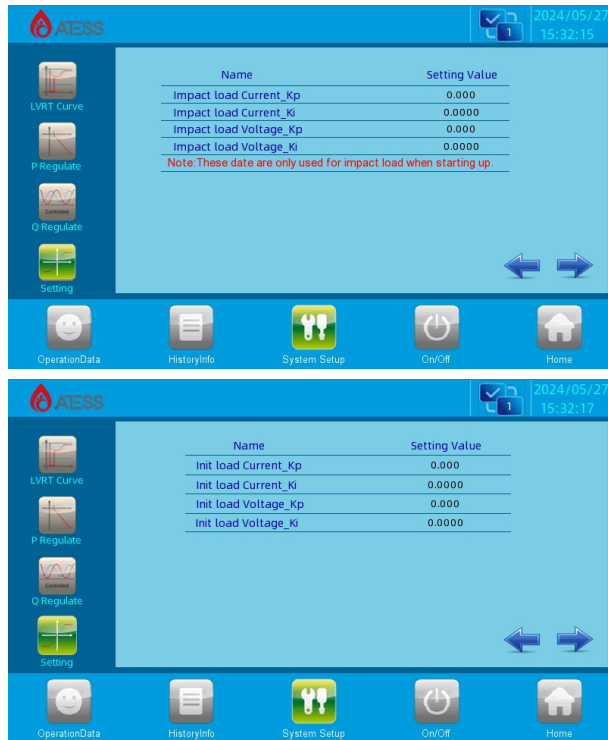 ATESS
1
2024/05/27
15:32:15
LVRT Curve
P Regulate
Controlled
Q Regulate
Setting
Name Setting Value
Impact load Current_Kp 0.000
Impact load Current_Ki 0.0000
Impact load Voltage_Kp 0.000
Impact load Voltage_Ki 0.0000
Note:These date are only used for impact load when starting up.
OperationData HistoryInfo System Setup On/Off Home
ATESS
1
2024/05/27
15:32:17
LVRT Curve
P Regulate
Controlled
Q Regulate
Setting
Name Setting Value
Init load Current_Kp 0.000
Init load Current_Ki 0.0000
Init load Voltage_Kp 0.000
Init load Voltage_Ki 0.0000
OperationData HistoryInfo System Setup On/Off Home